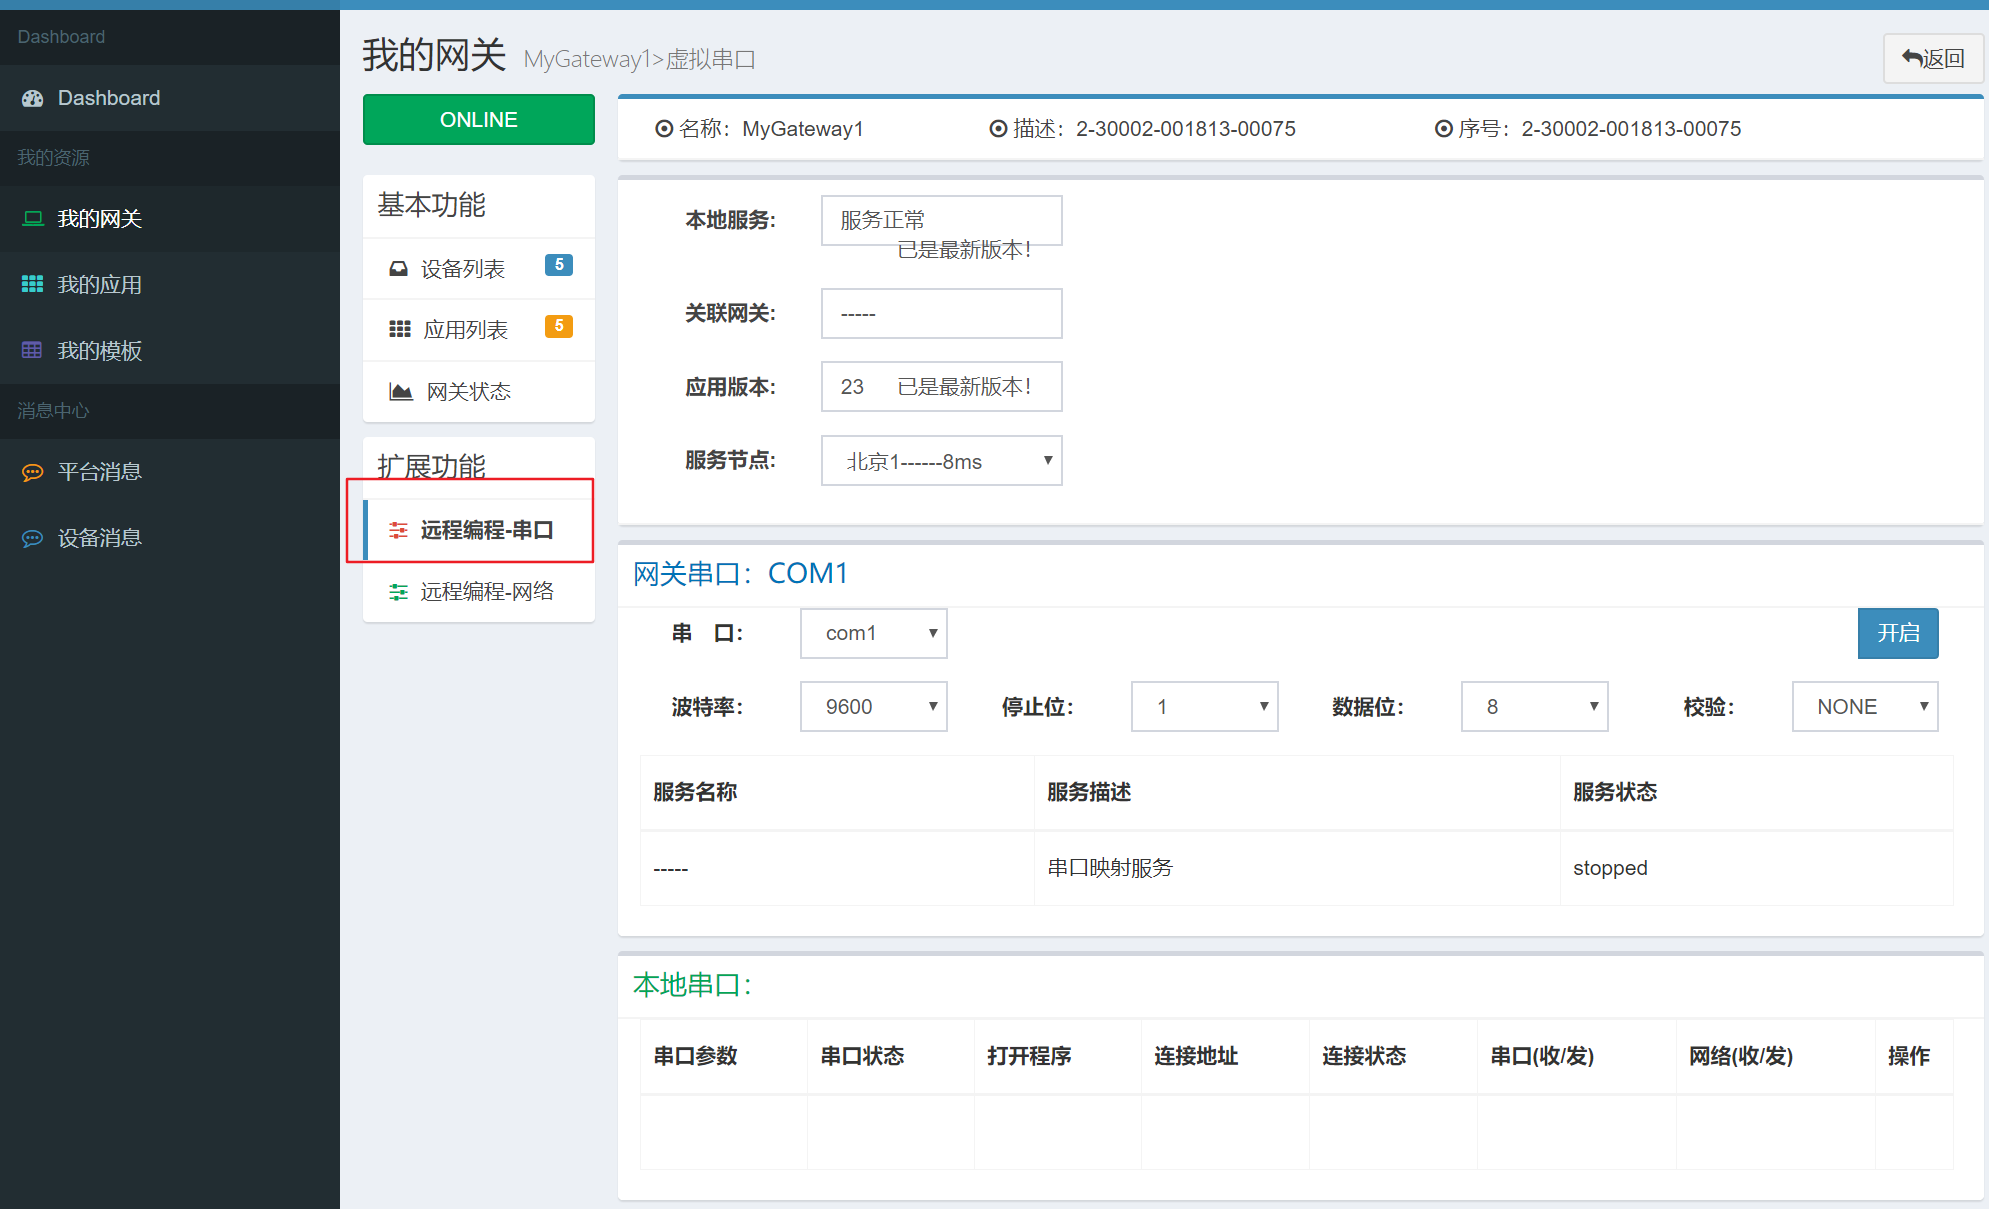 Dashboard
Dashboard
我的资源
我的网关
我的应用
我的模板
消息中心
平台消息
设备消息
我的网关 MyGateway1>虚拟串口
返回
ONLINE
基本功能
设备列表 5
应用列表 5
网关状态
扩展功能
远程编程-串口
远程编程-网络
名称：MyGateway1 描述：2-30002-001813-00075 序号：2-30002-001813-00075
本地服务: 服务正常
已是最新版本！
关联网关: -----
应用版本: 23 已是最新版本！
服务节点: 北京1------8ms
网关串口：COM1
串 口： com1 开启
波特率： 9600 停止位： 1 数据位： 8 校验： NONE
服务名称 服务描述 服务状态
----- 串口映射服务 stopped
本地串口：
串口参数 串口状态 打开程序 连接地址 连接状态 串口(收/发) 网络(收/发) 操作